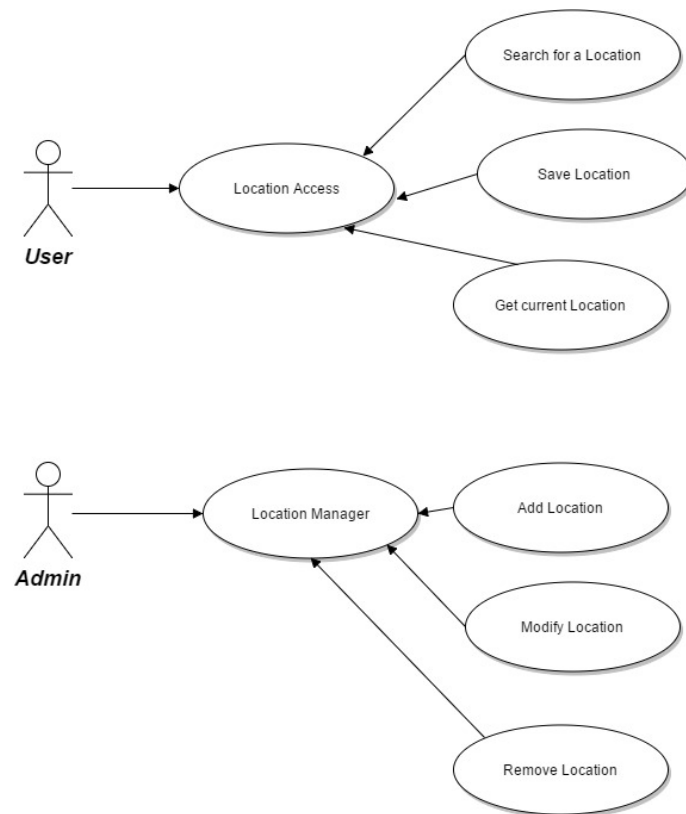 Search for a Location
Location Access
Save Location
User
Get current Location
Add Location
Location Manager
Admin
Modify Location
Remove Location